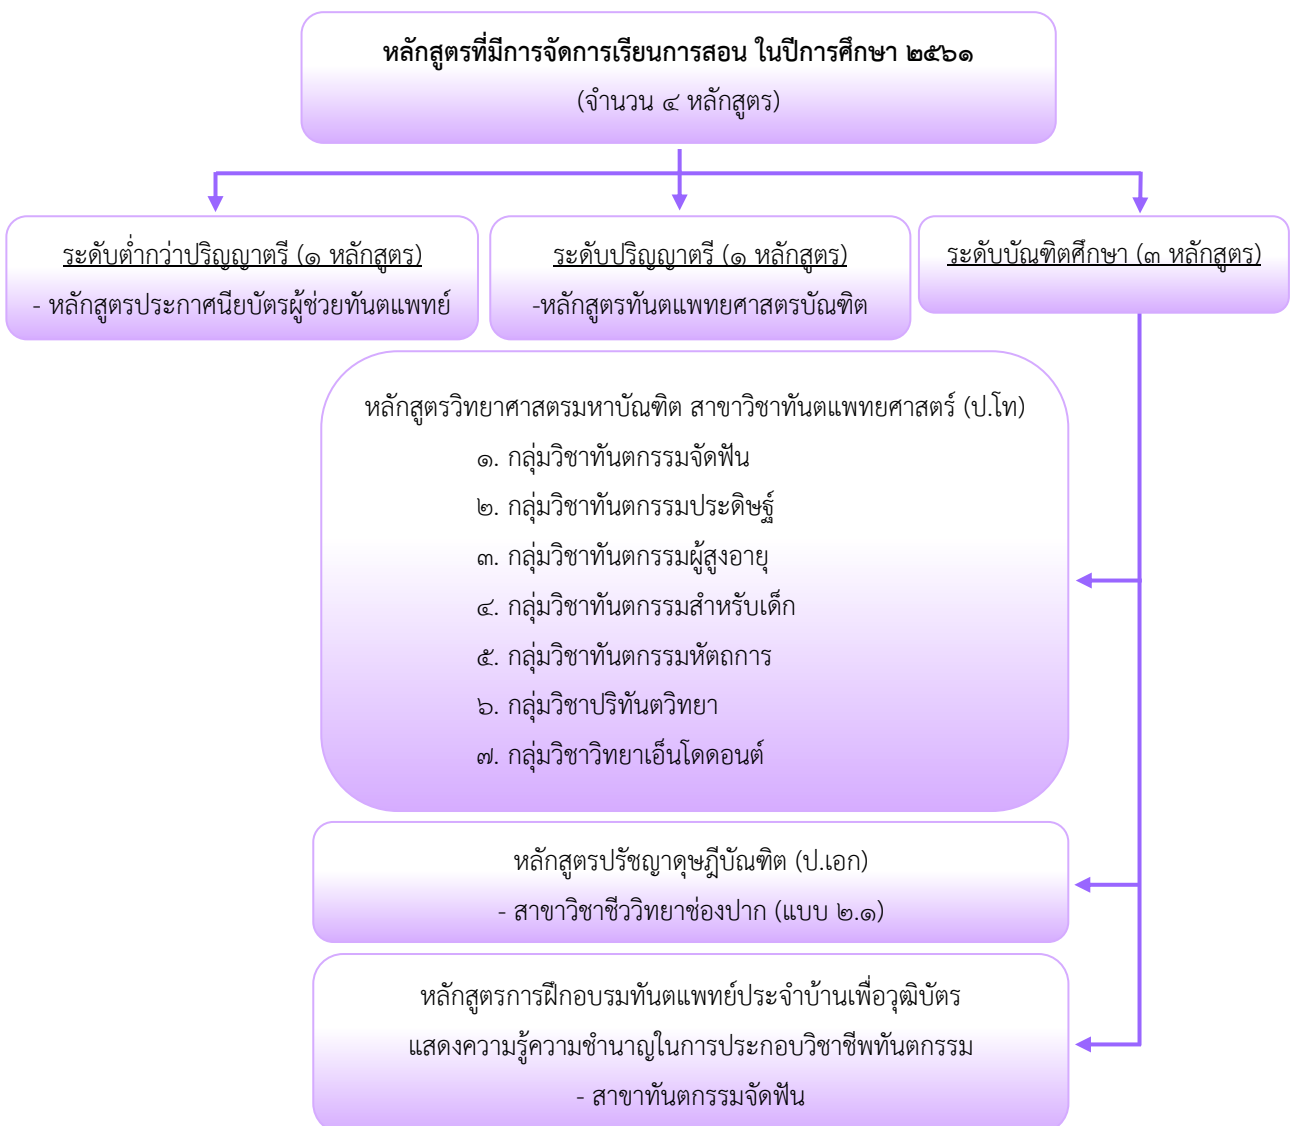 หลักสูตรที่มีการจัดการเรียนการสอน ในปีการศึกษา ๒๕๖๑
(จำนวน ๔ หลักสูตร)
ระดับต่ำกว่าปริญญาตรี (๑ หลักสูตร)
- หลักสูตรประกาศนียบัตรผู้ช่วยทันตแพทย์
ระดับปริญญาตรี (๑ หลักสูตร)
-หลักสูตรทันตแพทยศาสตรบัณฑิต
ระดับบัณฑิตศึกษา (๓ หลักสูตร)
หลักสูตรวิทยาศาสตรมหาบัณฑิต สาขาวิชาทันตแพทยศาสตร์ (ป.โท)
๑. กลุ่มวิชาทันตกรรมจัดฟัน
๒. กลุ่มวิชาทันตกรรมประดิษฐ์
๓. กลุ่มวิชาทันตกรรมผู้สูงอายุ
๔. กลุ่มวิชาทันตกรรมสำหรับเด็ก
๕. กลุ่มวิชาทันตกรรมหัตถการ
๖. กลุ่มวิชาปริทันตวิทยา
๗. กลุ่มวิชาวิทยาเอ็นโดดอนต์
หลักสูตรปรัชญาดุษฎีบัณฑิต (ป.เอก)
- สาขาวิชาชีววิทยาช่องปาก (แบบ ๒.๑)
หลักสูตรการฝึกอบรมทันตแพทย์ประจำบ้านเพื่อวุฒิบัตร
แสดงความรู้ความชำนาญในการประกอบวิชาชีพทันตกรรม
- สาขาทันตกรรมจัดฟัน